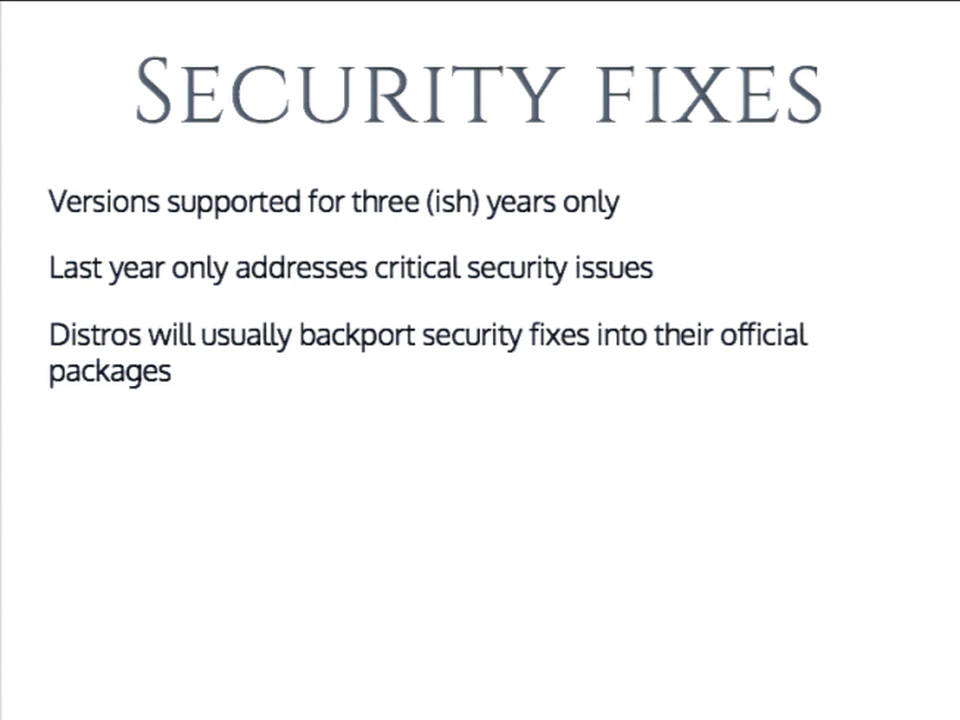 Security fixes
Versions supported for three (ish) years only
Last year only addresses critical security issues
Distros will usually backport security fixes into their official
packages